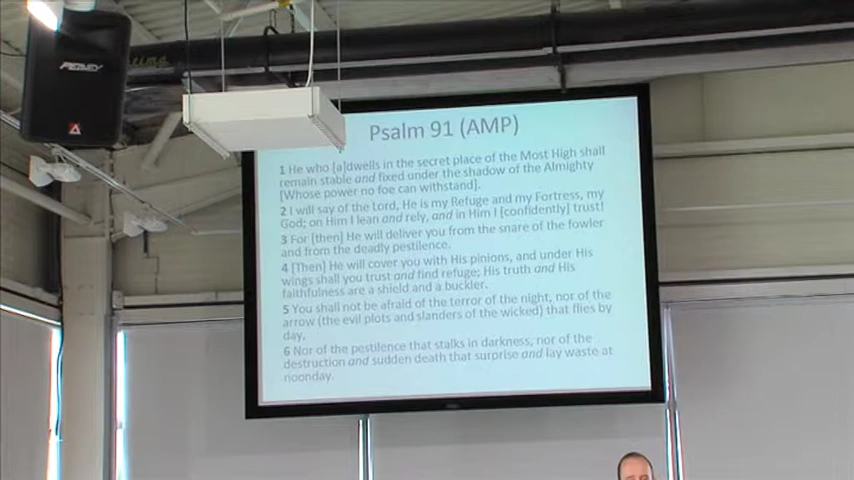 PEAVEY
Psalm 91 (AMP)
1 He who [a]dwells in the secret place of the Most High shall
remain stable and fixed under the shadow of the Almighty
[Whose power no foe can withstand].
2 I will say of the Lord, He is my Refuge and my Fortress, my
God; on Him I lean and rely, and in Him I [confidently] trust!
3 For [then] He will deliver you from the snare of the fowler
and from the deadly pestilence.
4 [Then] He will cover you with His pinions, and under His
wings shall you trust and find refuge; His truth and His
faithfulness are a shield and a buckler.
5 You shall not be afraid of the terror of the night, nor of the
arrow (the evil plots and slanders of the wicked) that flies by
day,
6 Nor of the pestilence that stalks in darkness, nor of the
destruction and sudden death that surprise and lay waste at
noonday.